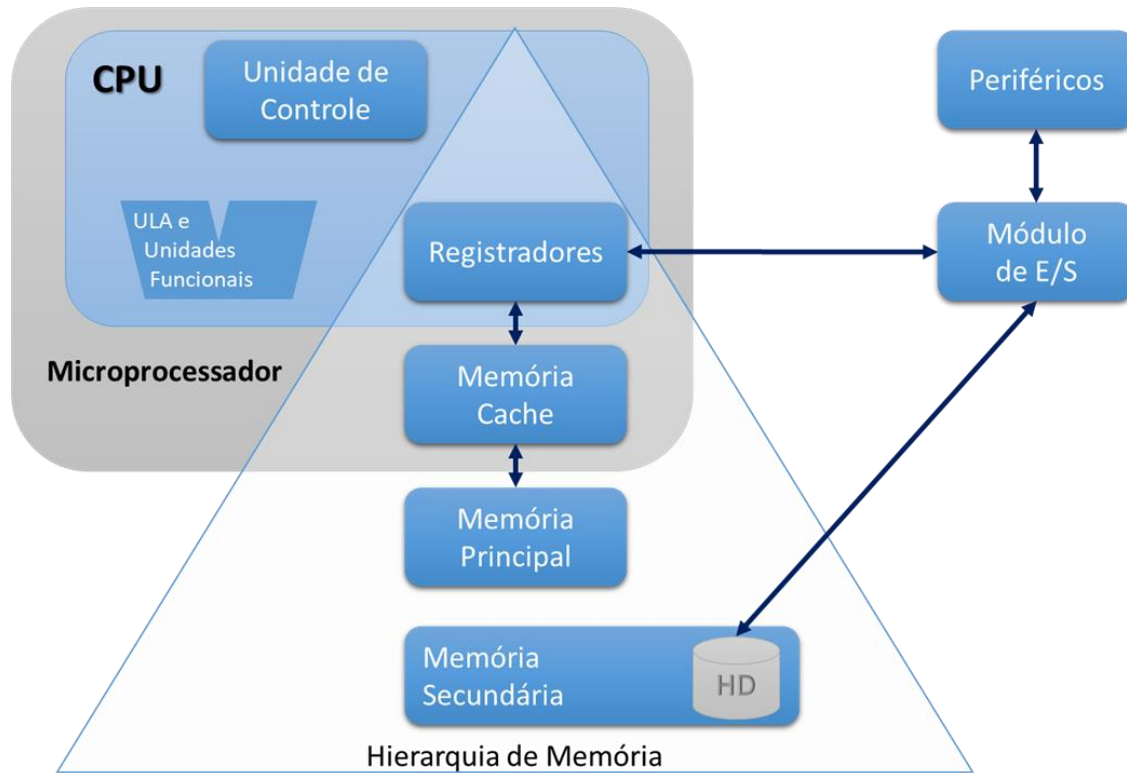 CPU
Unidade de
Controle
Periféricos
ULA e
Unidades
Funcionais
Registradores
Módulo
de E/S
Microprocessador
Memória
Cache
Memória
Principal
Memória
Secundária
HD
Hierarquia de Memória